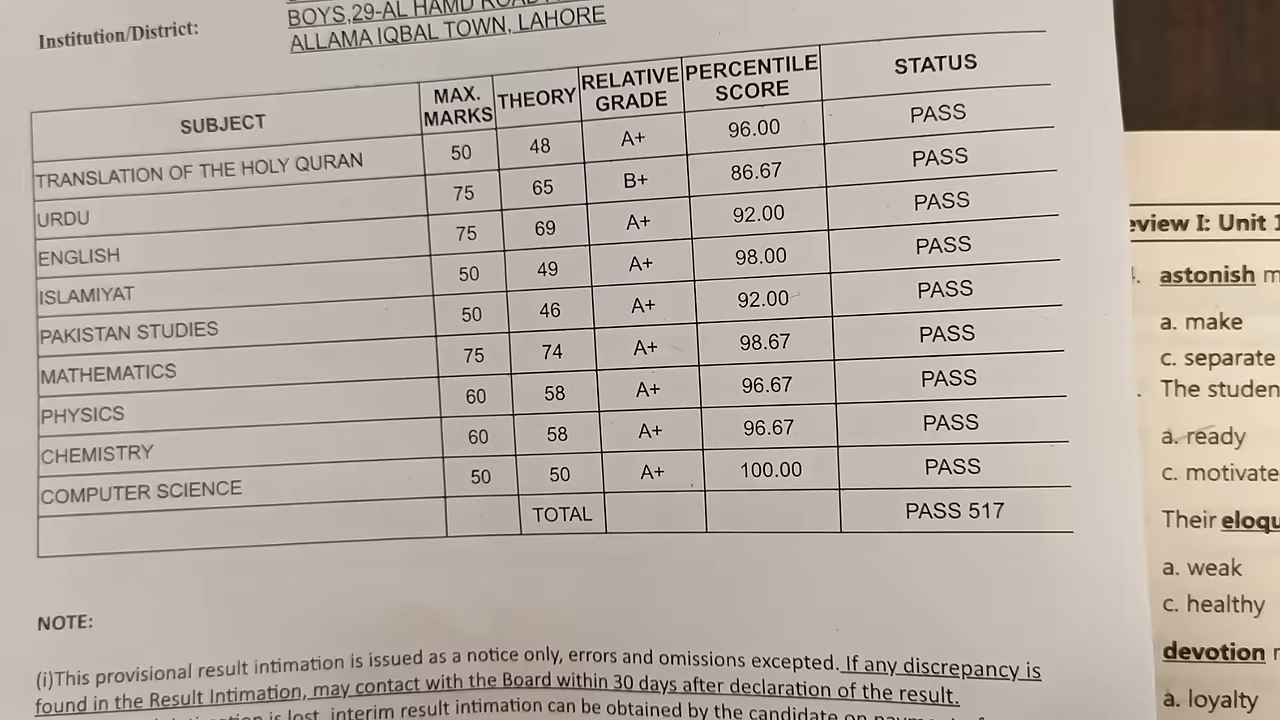 BOYS,29-AL HAMD ROAD
Institution/District:
ALLAMA IQBAL TOWN, LAHORE
SUBJECT MAX. MARKS THEORY RELATIVE GRADE PERCENTILE SCORE STATUS
TRANSLATION OF THE HOLY QURAN 50 48 A+ 96.00 PASS
URDU 75 65 B+ 86.67 PASS
ENGLISH 75 69 A+ 92.00 PASS
ISLAMIYAT 50 49 A+ 98.00 PASS
PAKISTAN STUDIES 50 46 A+ 92.00 PASS
MATHEMATICS 75 74 A+ 98.67 PASS
PHYSICS 60 58 A+ 96.67 PASS
CHEMISTRY 60 58 A+ 96.67 PASS
COMPUTER SCIENCE 50 50 A+ 100.00 PASS
TOTAL PASS 517
NOTE:
(i)This provisional result intimation is issued as a notice only, errors and omissions excepted. If any discrepancy is
found in the Result Intimation, may contact with the Board within 30 days after declaration of the result.
is lost, interim result intimation can be obtained by the candidate on
eview I: Unit 1
astonish m
a. make
c. separate
The studen
a. ready
c. motivate
Their eloqu
a. weak
c. healthy
devotion
a. loyalty